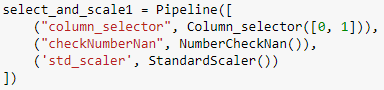 select_and_scale1 = Pipeline([
    ("column_selector", Column_selector([0, 1])),
    ("checkNumberNan", NumberCheckNan()),
    ('std_scaler', StandardScaler())
])